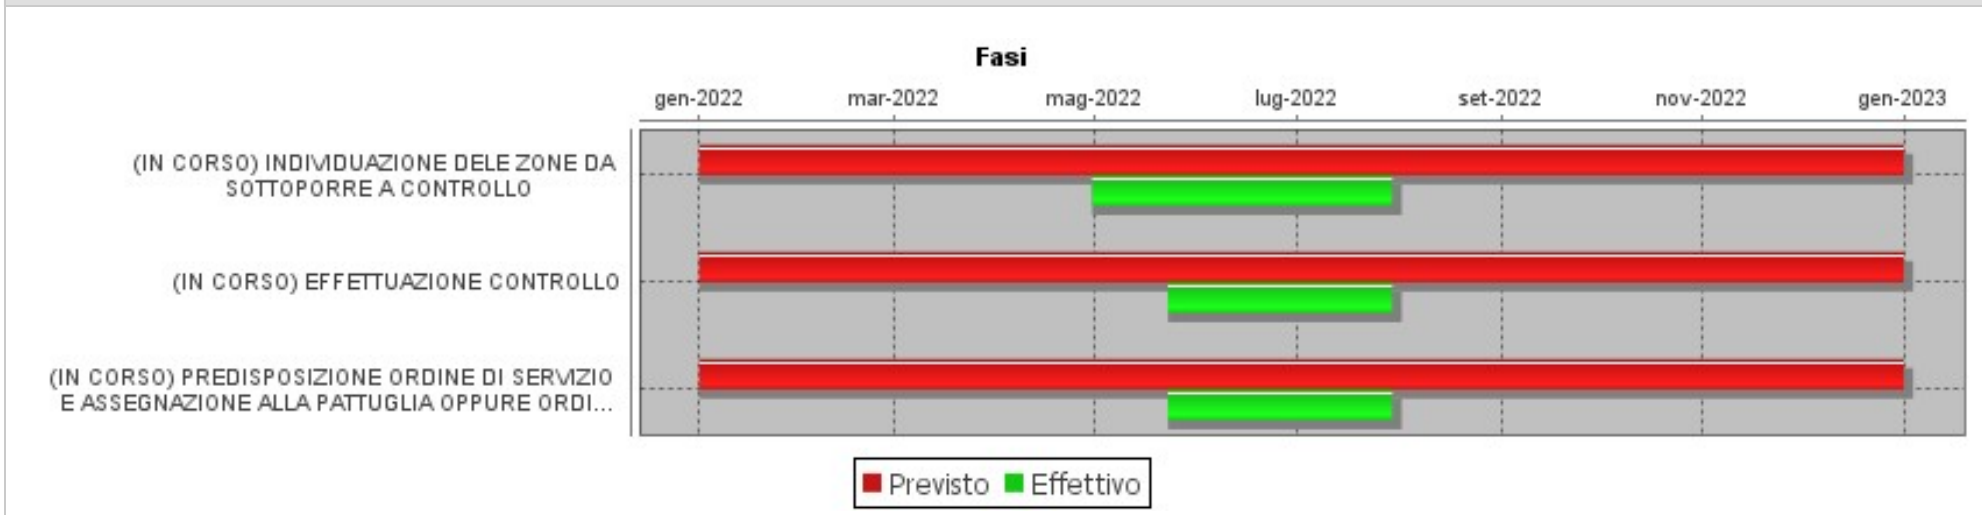 Fasi
gen-2022 mar-2022 mag-2022 lug-2022 set-2022 nov-2022 gen-2023
(IN CORSO) INDIVIDUAZIONE DELE ZONE DA
SOTTOPORRE A CONTROLLO
(IN CORSO) EFFETTUAZIONE CONTROLLO
(IN CORSO) PREDISPOSIZIONE ORDINE DI SERVIZIO
E ASSEGNAZIONE ALLA PATTUGLIA OPPURE ORDI...
Previsto Effettivo